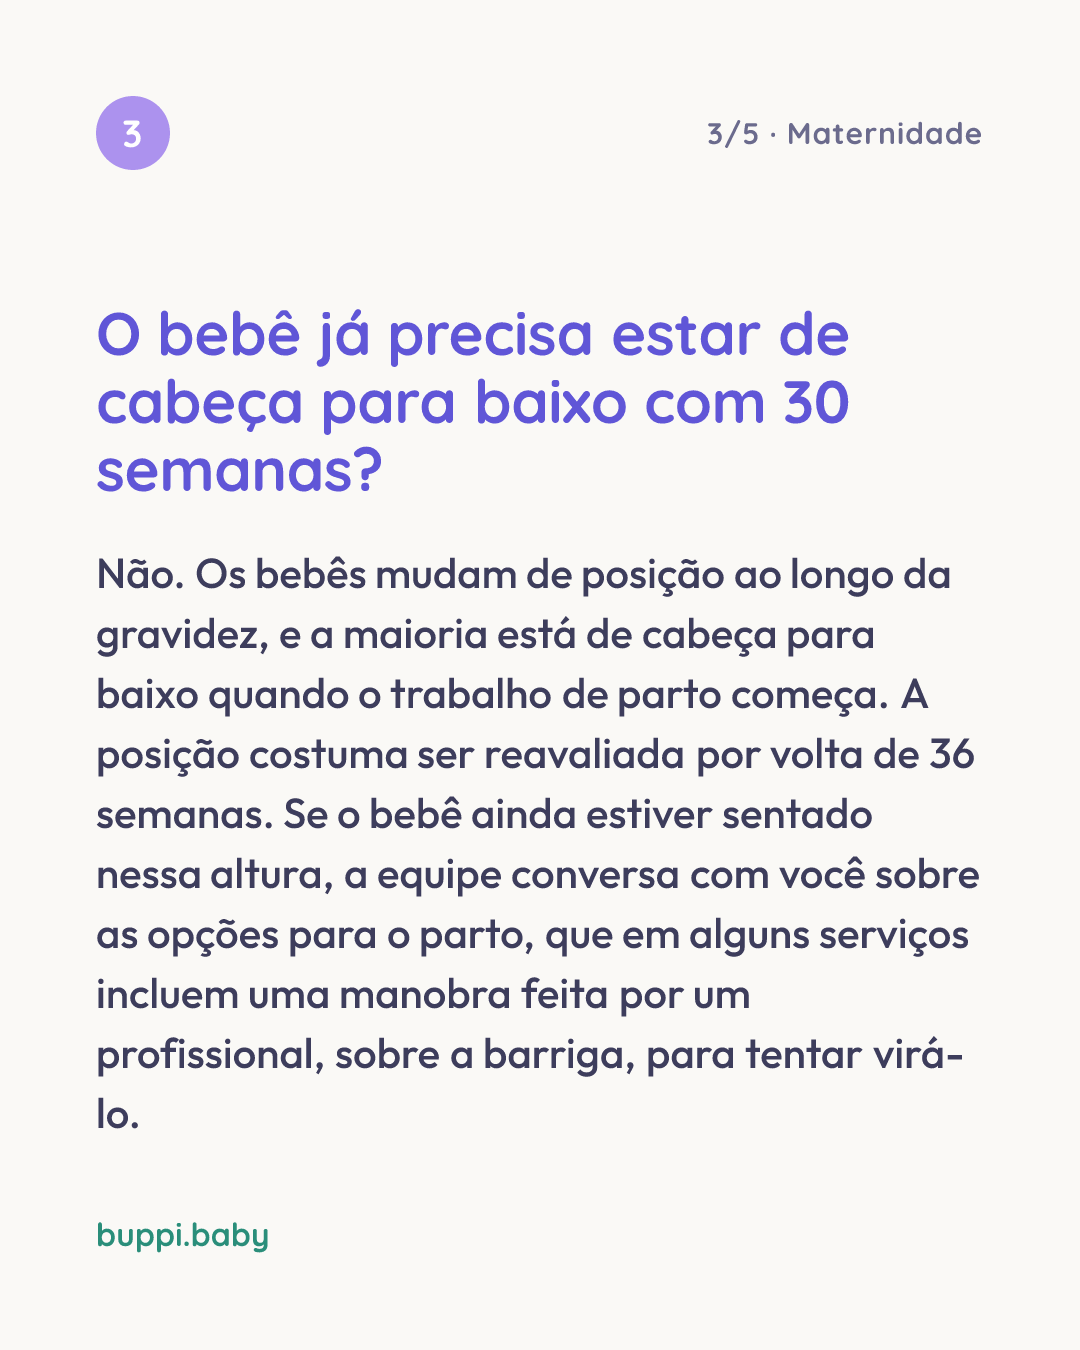 3
3/5 · Maternidade
O bebê já precisa estar de
cabeça para baixo com 30
semanas?
Não. Os bebês mudam de posição ao longo da
gravidez, e a maioria está de cabeça para
baixo quando o trabalho de parto começa. A
posição costuma ser reavaliada por volta de 36
semanas. Se o bebê ainda estiver sentado
nessa altura, a equipe conversa com você sobre
as opções para o parto, que em alguns serviços
incluem uma manobra feita por um
profissional, sobre a barriga, para tentar virá-
lo.
buppi.baby